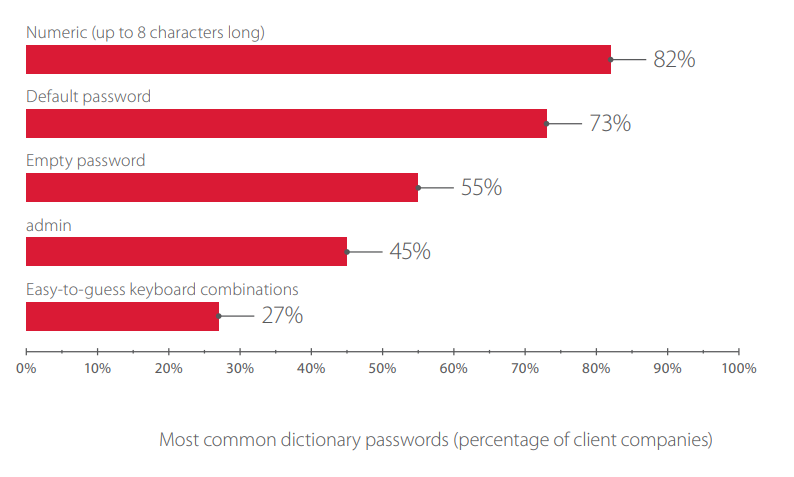 Numeric (up to 8 characters long)
82%
Default password
73%
Empty password
55%
admin
45%
Easy-to-guess keyboard combinations
27%
0% 10% 20% 30% 40% 50% 60% 70% 80% 90% 100%
Most common dictionary passwords (percentage of client companies)